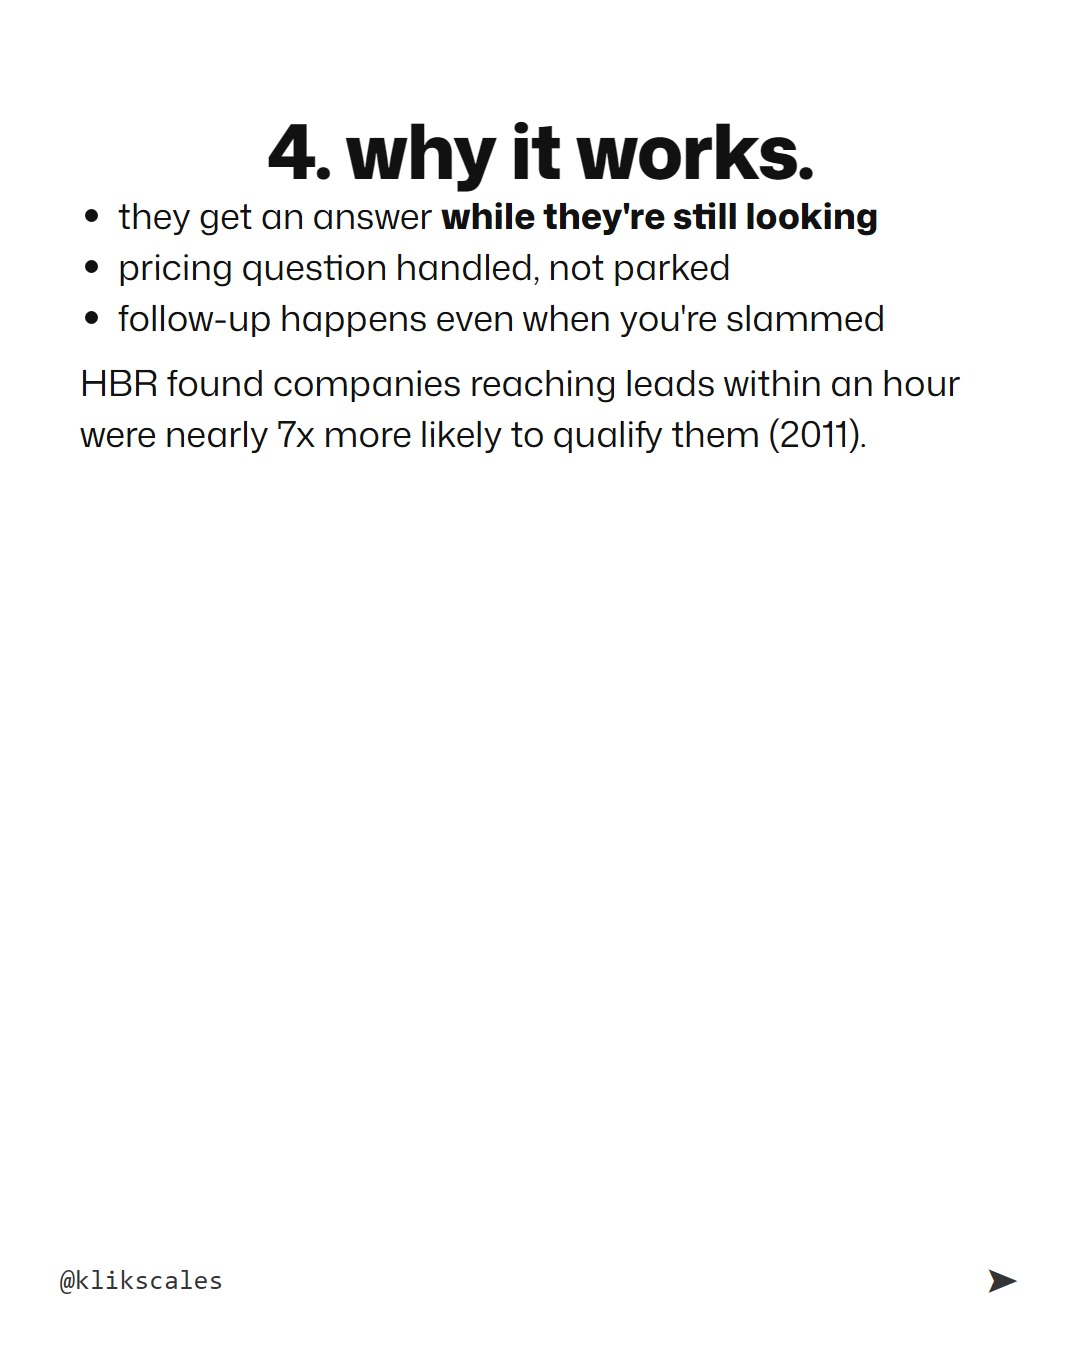 4. why it works.
• they get an answer while they're still looking
• pricing question handled, not parked
• follow-up happens even when you're slammed
HBR found companies reaching leads within an hour
were nearly 7x more likely to qualify them (2011).
@klikscales